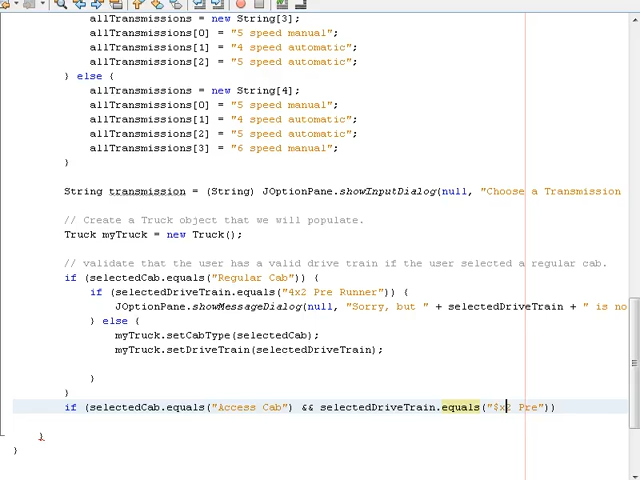 allTransmissions = new String[3];
allTransmissions[0] = "5 speed manual";
allTransmissions[1] = "4 speed automatic";
allTransmissions[2] = "5 speed automatic";
} else {
allTransmissions = new String[4];
allTransmissions[0] = "5 speed manual";
allTransmissions[1] = "4 speed automatic";
allTransmissions[2] = "5 speed automatic";
allTransmissions[3] = "6 speed manual";
}
String transmission = (String) JOptionPane.showInputDialog(null, "Choose a Transmission
// Create a Truck object that we will populate.
Truck myTruck = new Truck();
// validate that the user has a valid drive train if the user selected a regular cab.
if (selectedCab.equals("Regular Cab")) {
if (selectedDriveTrain.equals("4x2 Pre Runner")) {
JOptionPane.showMessageDialog(null, "Sorry, but " + selectedDriveTrain + " is no
} else {
myTruck.setCabType(selectedCab);
myTruck.setDriveTrain(selectedDriveTrain);
}
}
if (selectedCab.equals("Access Cab") && selectedDriveTrain.equals("$x2 Pre"))
}
}